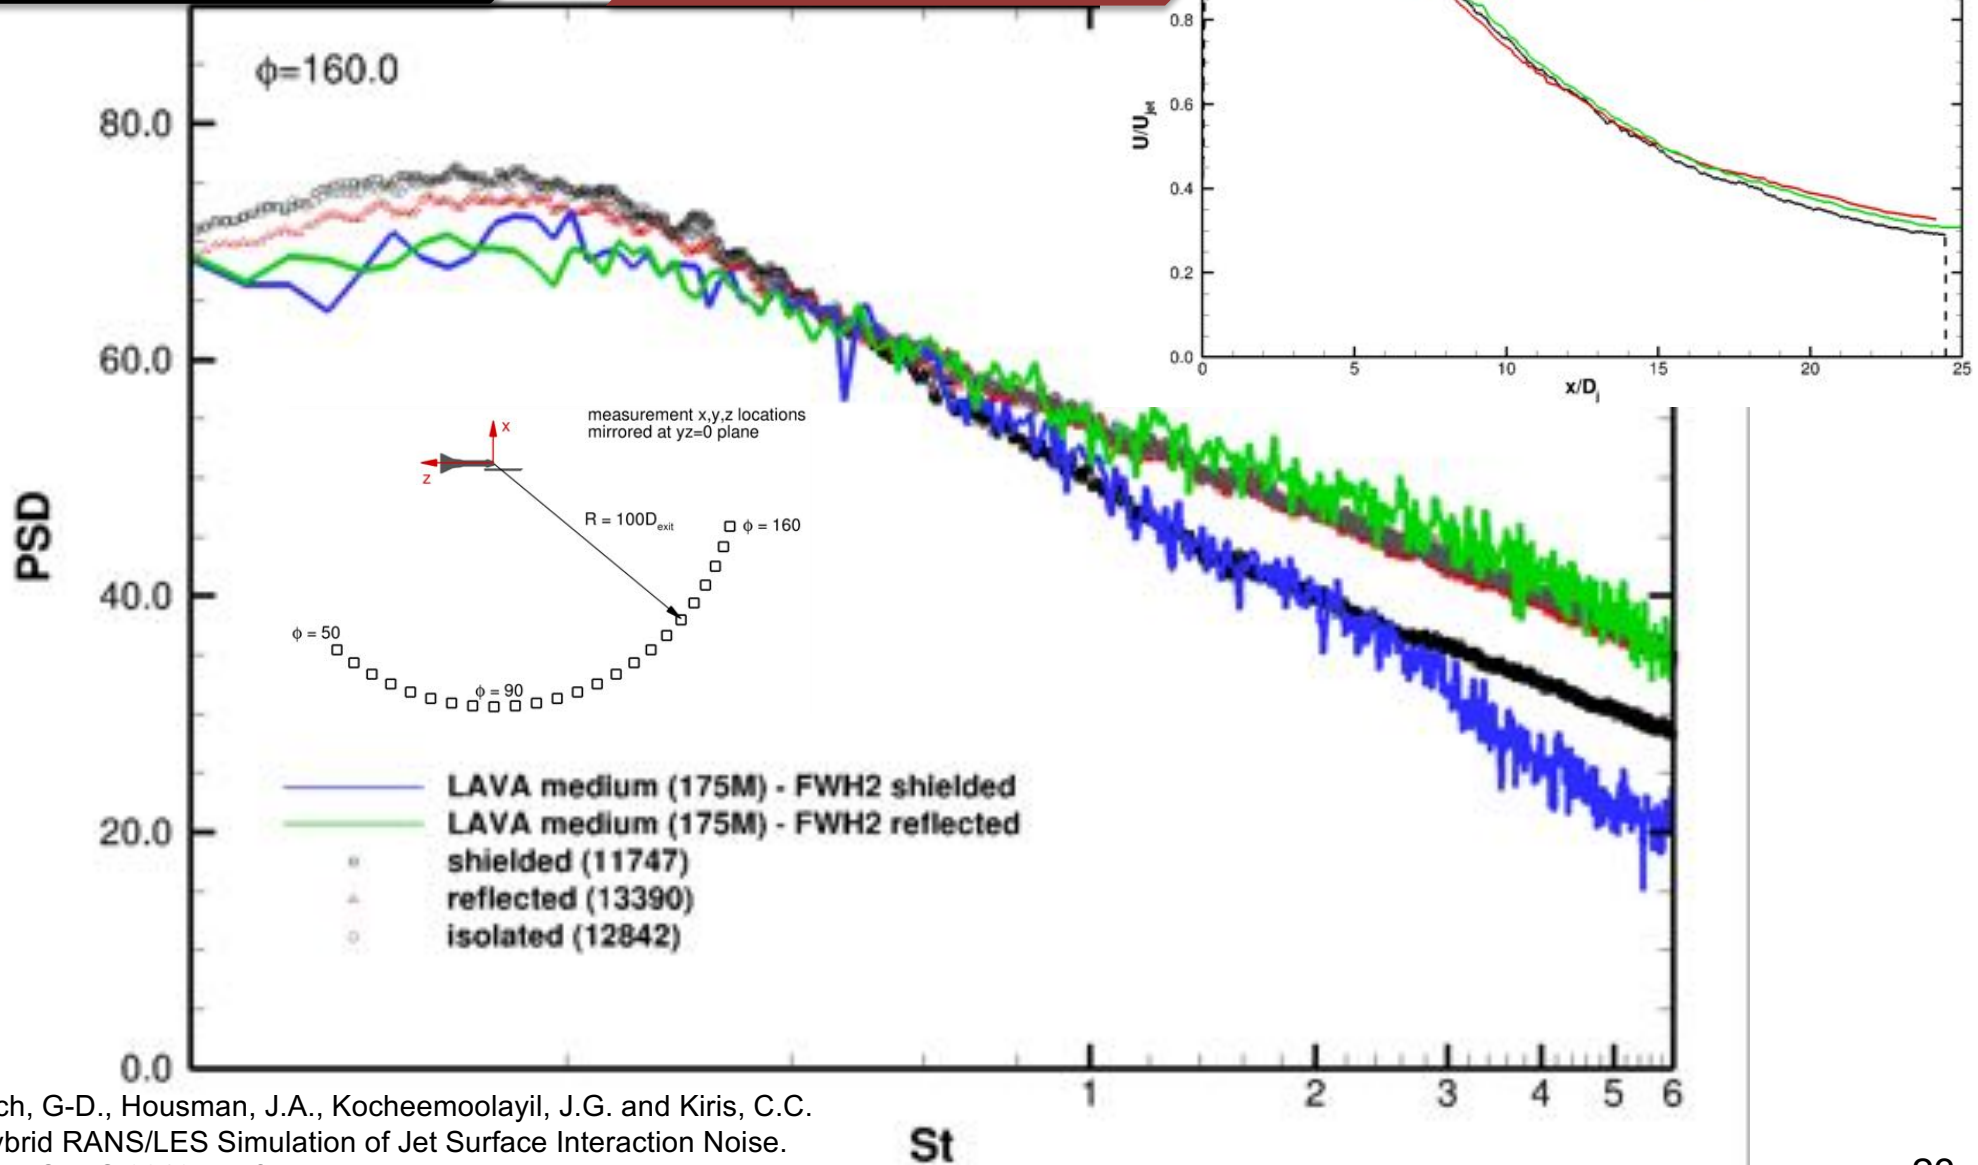 ϕ=160.0
80.0
60.0
40.0
20.0
0.0
PSD
measurement x,y,z locations
mirrored at yz=0 plane
x
z
R = 100D_exit
ϕ = 160
ϕ = 50
ϕ = 90
LAVA medium (175M) - FWH2 shielded
LAVA medium (175M) - FWH2 reflected
shielded (11747)
reflected (13390)
isolated (12842)
1 2 3 4 5 6
St
0.8
0.6
0.4
0.2
0.0
U/U_jet
0 5 10 15 20 25
x/D_j
G-D., Housman, J.A., Kocheemoolayil, J.G. and Kiris, C.C.
RANS/LES Simulation of Jet Surface Interaction Noise.